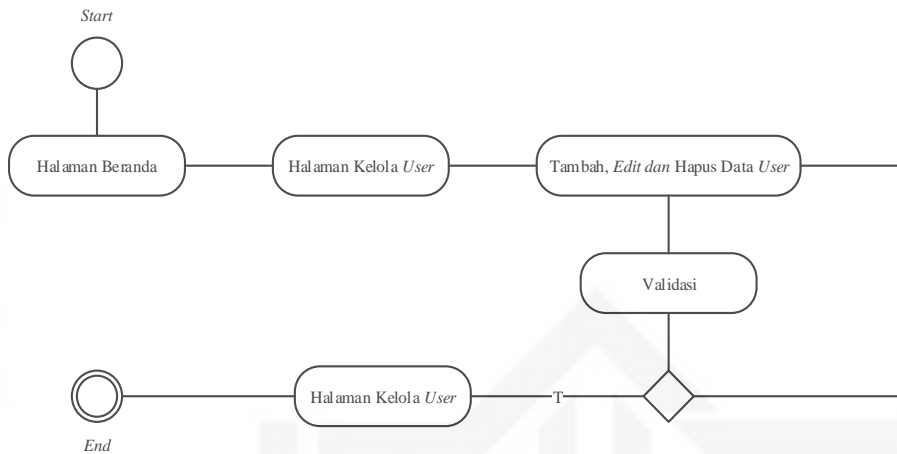 Start
Halaman Beranda
Halaman Kelola User
Tambah, Edit dan Hapus Data User
Validasi
Halaman Kelola User
T
End